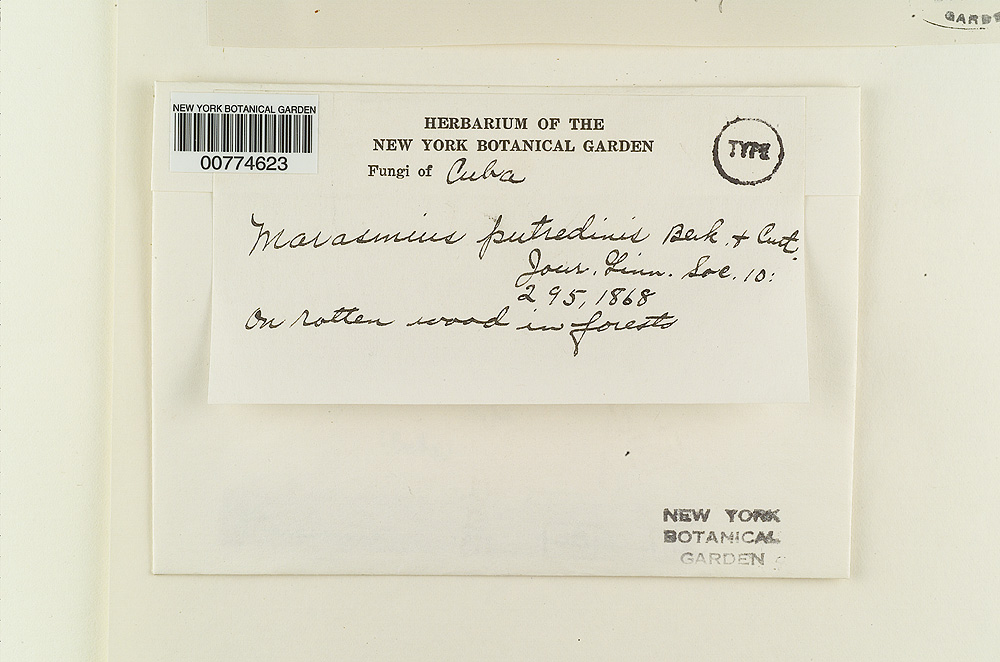 GARD
NEW YORK BOTANICAL GARDEN
00774623
HERBARIUM OF THE
NEW YORK BOTANICAL GARDEN
Fungi of Cuba
TYPE
Marasmius putredinis Berk. & Curt.
Jour. Linn. Soc. 10:
295, 1868
On rotten wood in forests
NEW YORK
BOTANICAL
GARDEN